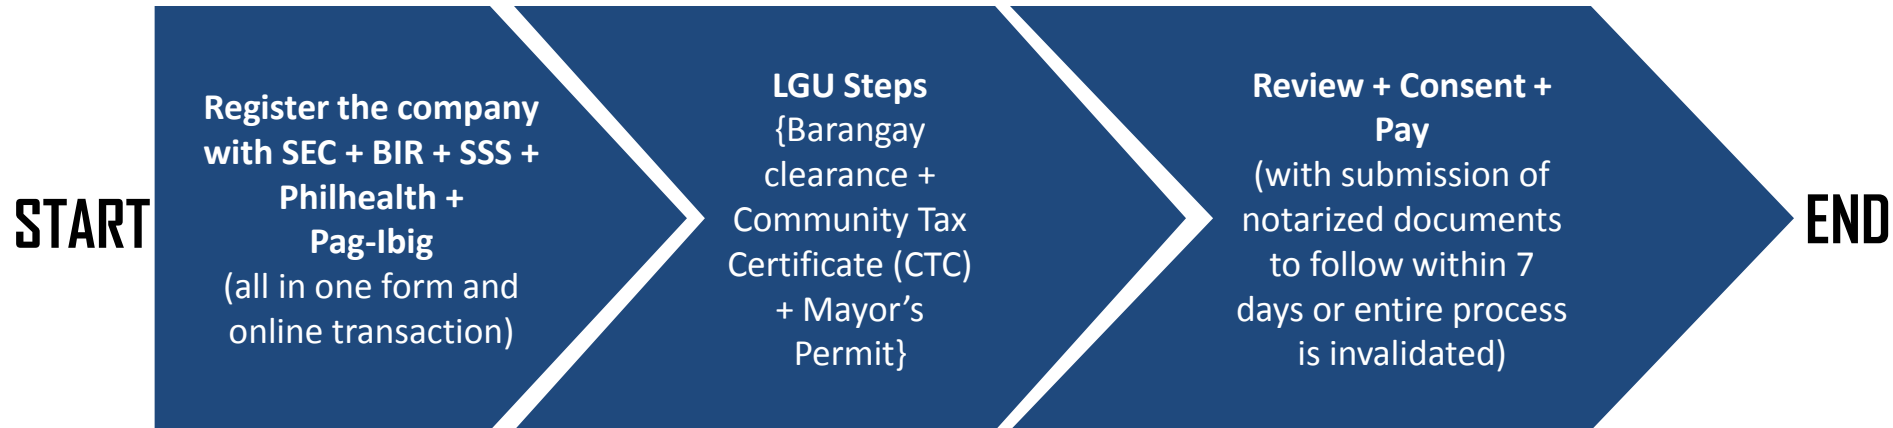 START
Register the company
with SEC + BIR + SSS +
Philhealth +
Pag-Ibig
(all in one form and
online transaction)
LGU Steps
{Barangay
clearance +
Community Tax
Certificate (CTC)
+ Mayor’s
Permit}
Review + Consent +
Pay
(with submission of
notarized documents
to follow within 7
days or entire process
is invalidated)
END